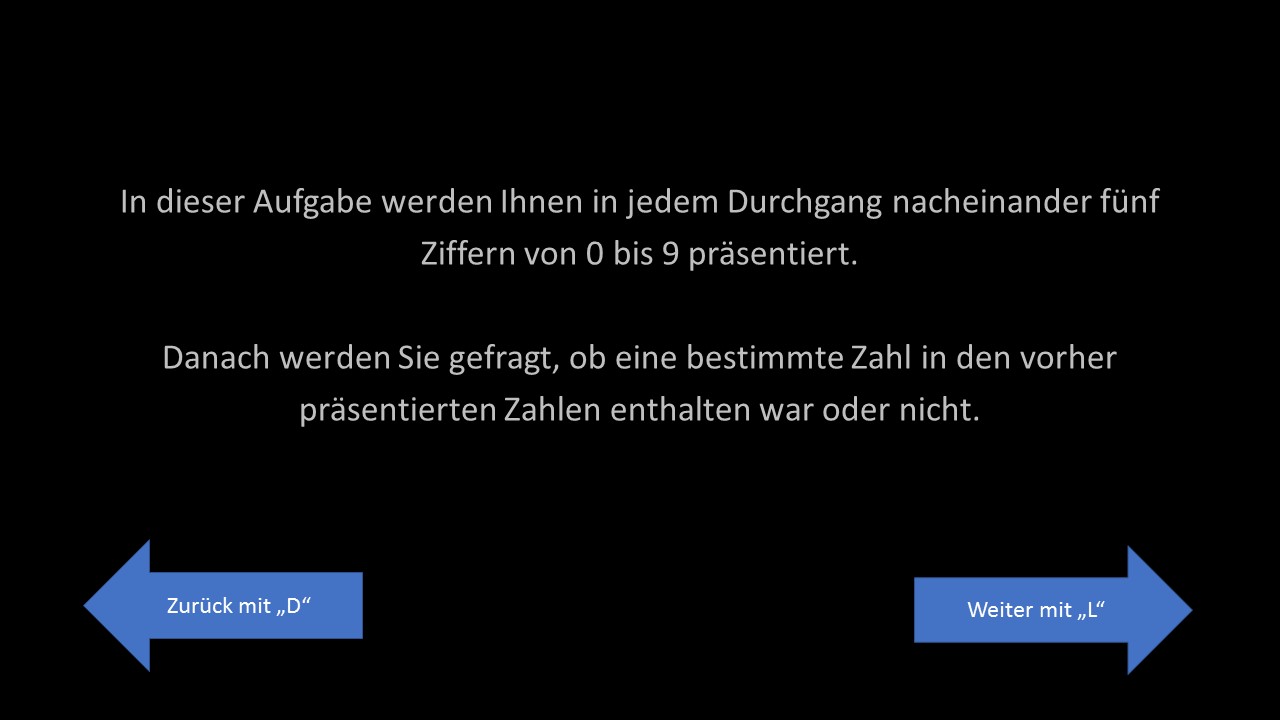 In dieser Aufgabe werden Ihnen in jedem Durchgang nacheinander fünf
Ziffern von 0 bis 9 präsentiert.
Danach werden Sie gefragt, ob eine bestimmte Zahl in den vorher
präsentierten Zahlen enthalten war oder nicht.
Zurück mit „D“
Weiter mit „L“